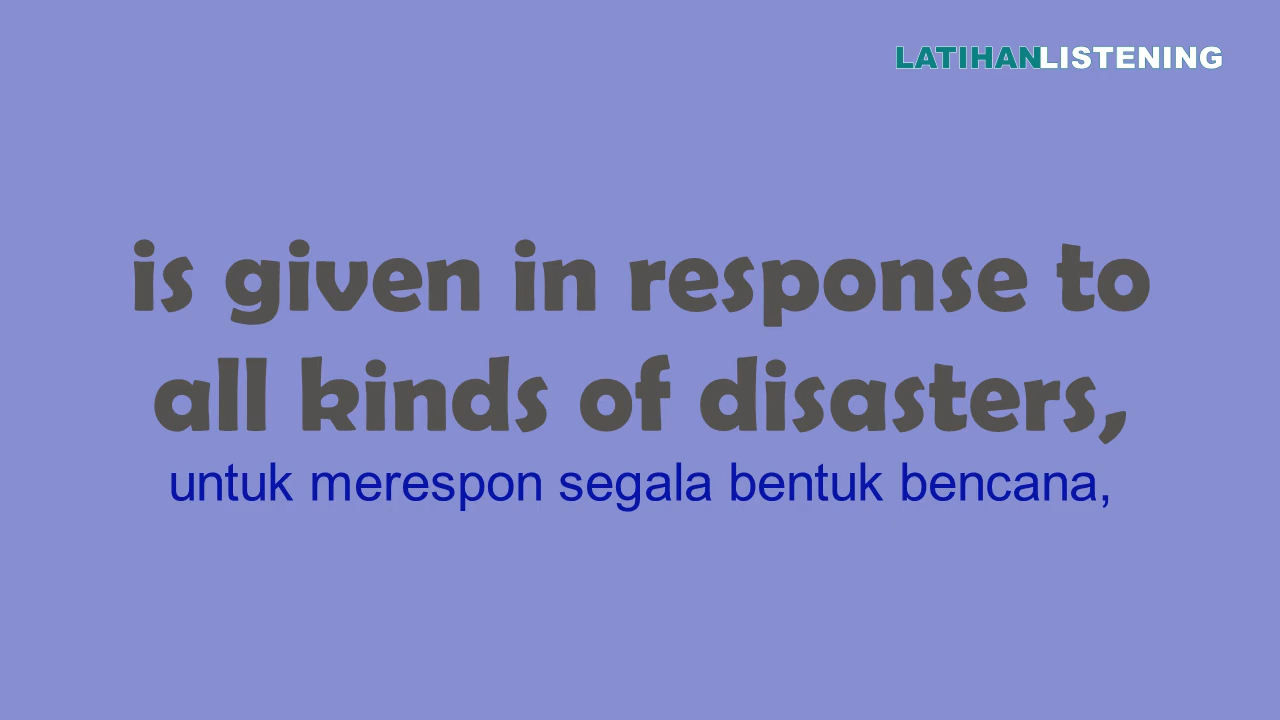 LATIHANLISTENING
is given in response to
all kinds of disasters,
untuk merespon segala bentuk bencana,